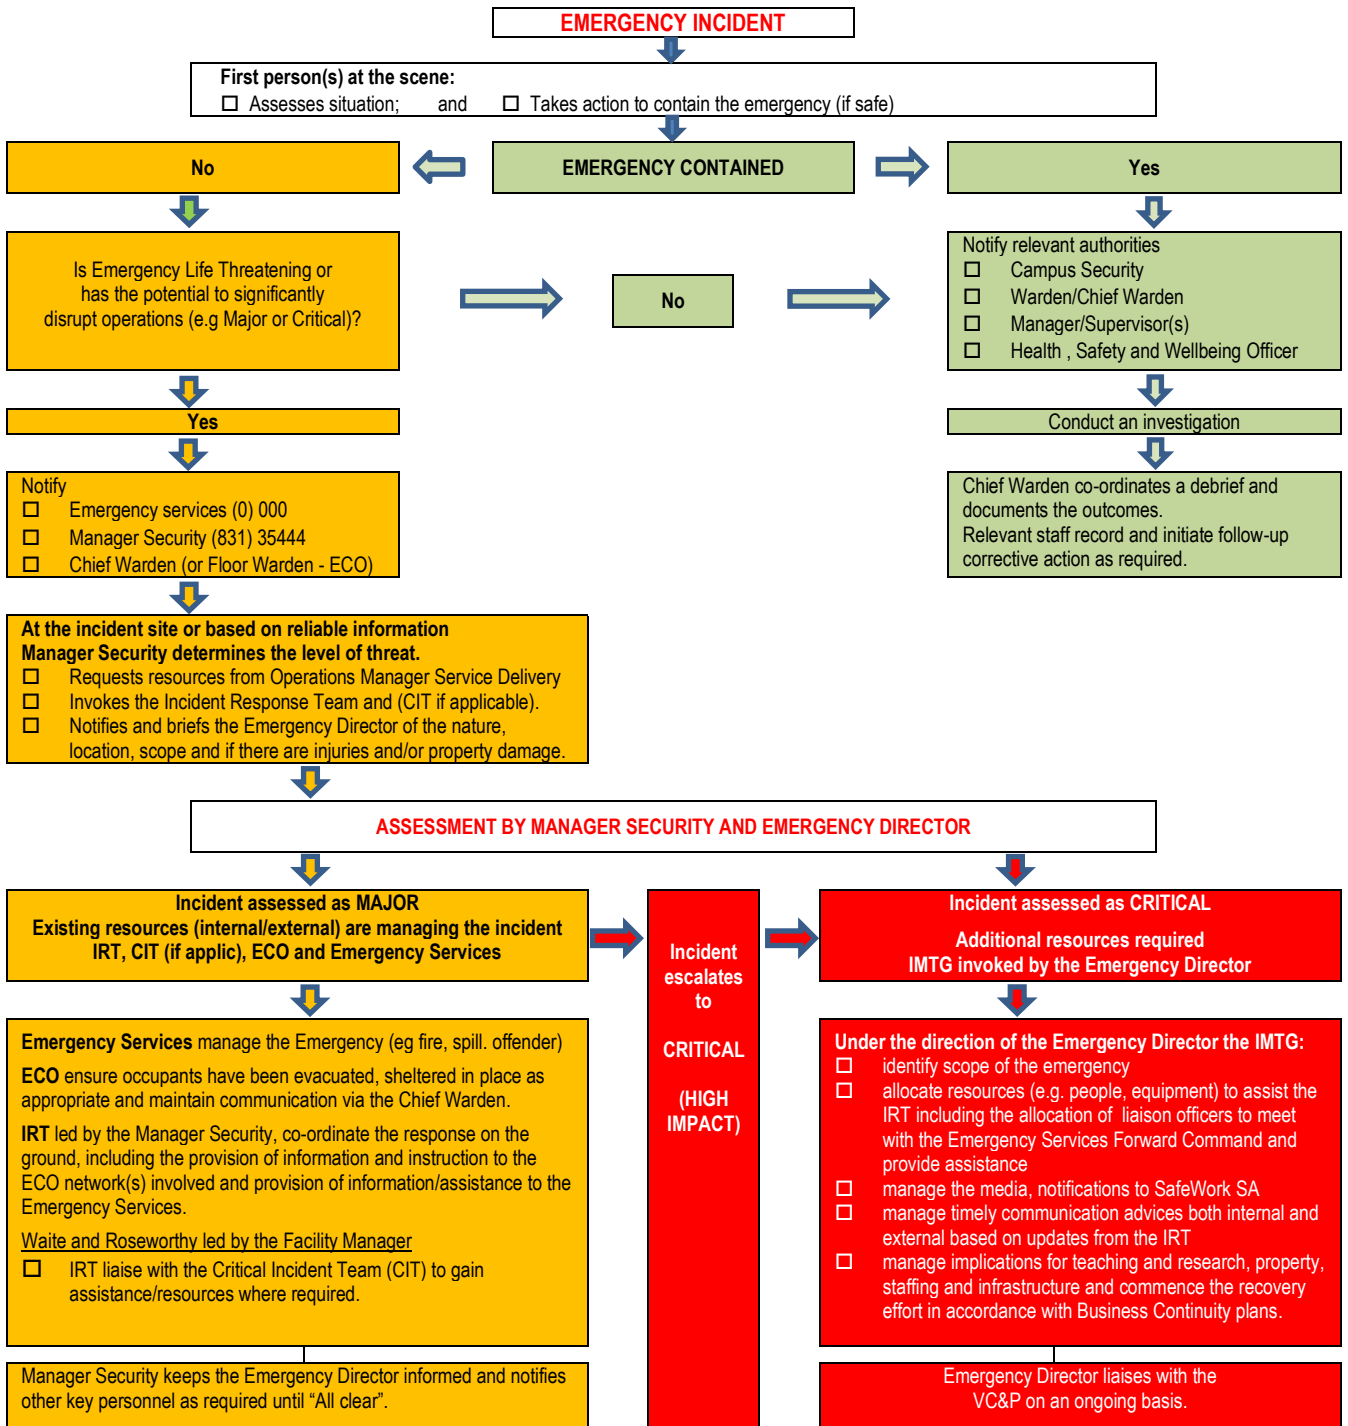 EMERGENCY INCIDENT
First person(s) at the scene:
☐ Assesses situation; and ☐ Takes action to contain the emergency (if safe)
No
EMERGENCY CONTAINED
Yes
Is Emergency Life Threatening or
has the potential to significantly
disrupt operations (e.g Major or Critical)?
No
Notify relevant authorities
☐ Campus Security
☐ Warden/Chief Warden
☐ Manager/Supervisor(s)
☐ Health , Safety and Wellbeing Officer
Yes
Conduct an investigation
Notify
☐ Emergency services (0) 000
☐ Manager Security (831) 35444
☐ Chief Warden (or Floor Warden - ECO)
Chief Warden co-ordinates a debrief and
documents the outcomes.
Relevant staff record and initiate follow-up
corrective action as required.
At the incident site or based on reliable information
Manager Security determines the level of threat.
☐ Requests resources from Operations Manager Service Delivery
☐ Invokes the Incident Response Team and (CIT if applicable).
☐ Notifies and briefs the Emergency Director of the nature,
location, scope and if there are injuries and/or property damage.
ASSESSMENT BY MANAGER SECURITY AND EMERGENCY DIRECTOR
Incident assessed as MAJOR
Existing resources (internal/external) are managing the incident
IRT, CIT (if applic), ECO and Emergency Services
Incident
escalates
to
CRITICAL
(HIGH
IMPACT)
Incident assessed as CRITICAL
Additional resources required
IMTG invoked by the Emergency Director
Emergency Services manage the Emergency (eg fire, spill. offender)
ECO ensure occupants have been evacuated, sheltered in place as
appropriate and maintain communication via the Chief Warden.
IRT led by the Manager Security, co-ordinate the response on the
ground, including the provision of information and instruction to the
ECO network(s) involved and provision of information/assistance to the
Emergency Services.
Waite and Roseworthy led by the Facility Manager
☐ IRT liaise with the Critical Incident Team (CIT) to gain
assistance/resources where required.
Under the direction of the Emergency Director the IMTG:
☐ identify scope of the emergency
☐ allocate resources (e.g. people, equipment) to assist the
IRT including the allocation of liaison officers to meet
with the Emergency Services Forward Command and
provide assistance
☐ manage the media, notifications to SafeWork SA
☐ manage timely communication advices both internal and
external based on updates from the IRT
☐ manage implications for teaching and research, property,
staffing and infrastructure and commence the recovery
effort in accordance with Business Continuity plans.
Manager Security keeps the Emergency Director informed and notifies
other key personnel as required until “All clear”.
Emergency Director liaises with the
VC&P on an ongoing basis.